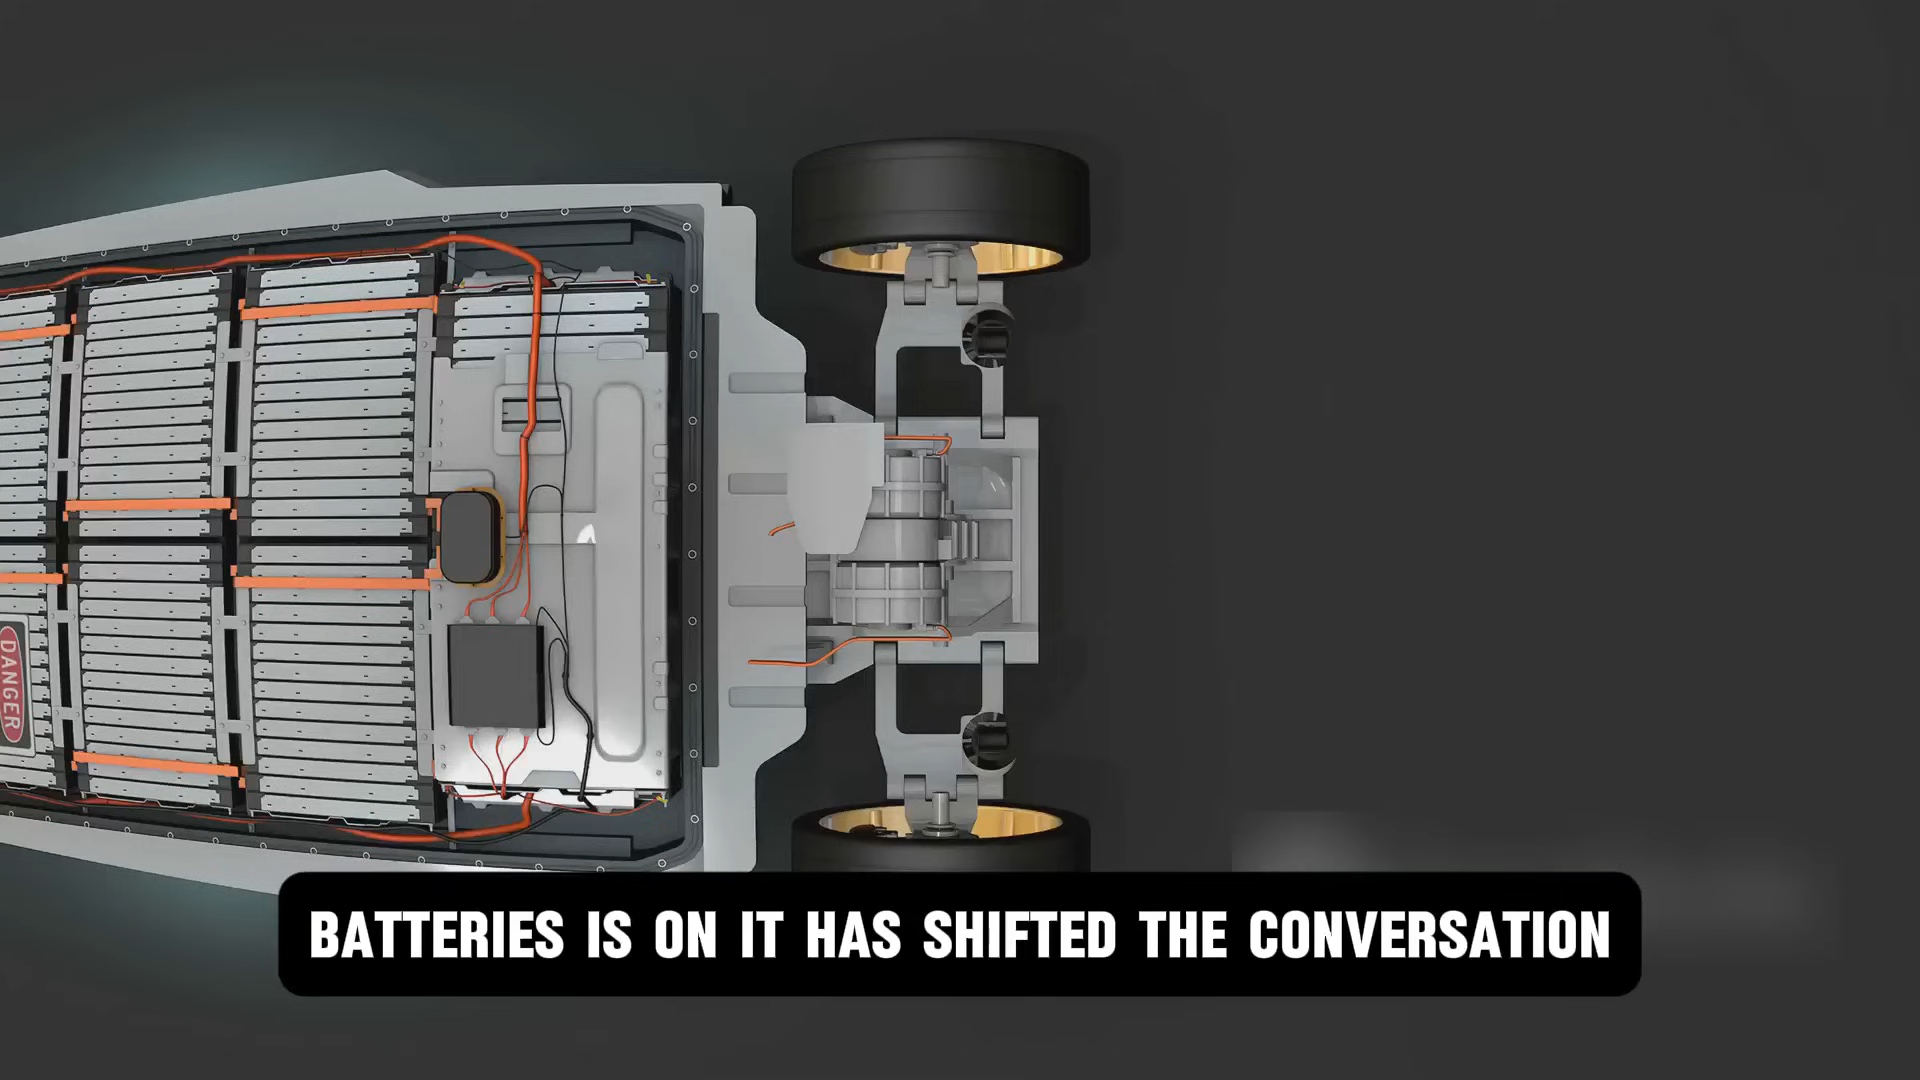 DANGER
BATTERIES IS ON IT HAS SHIFTED THE CONVERSATION